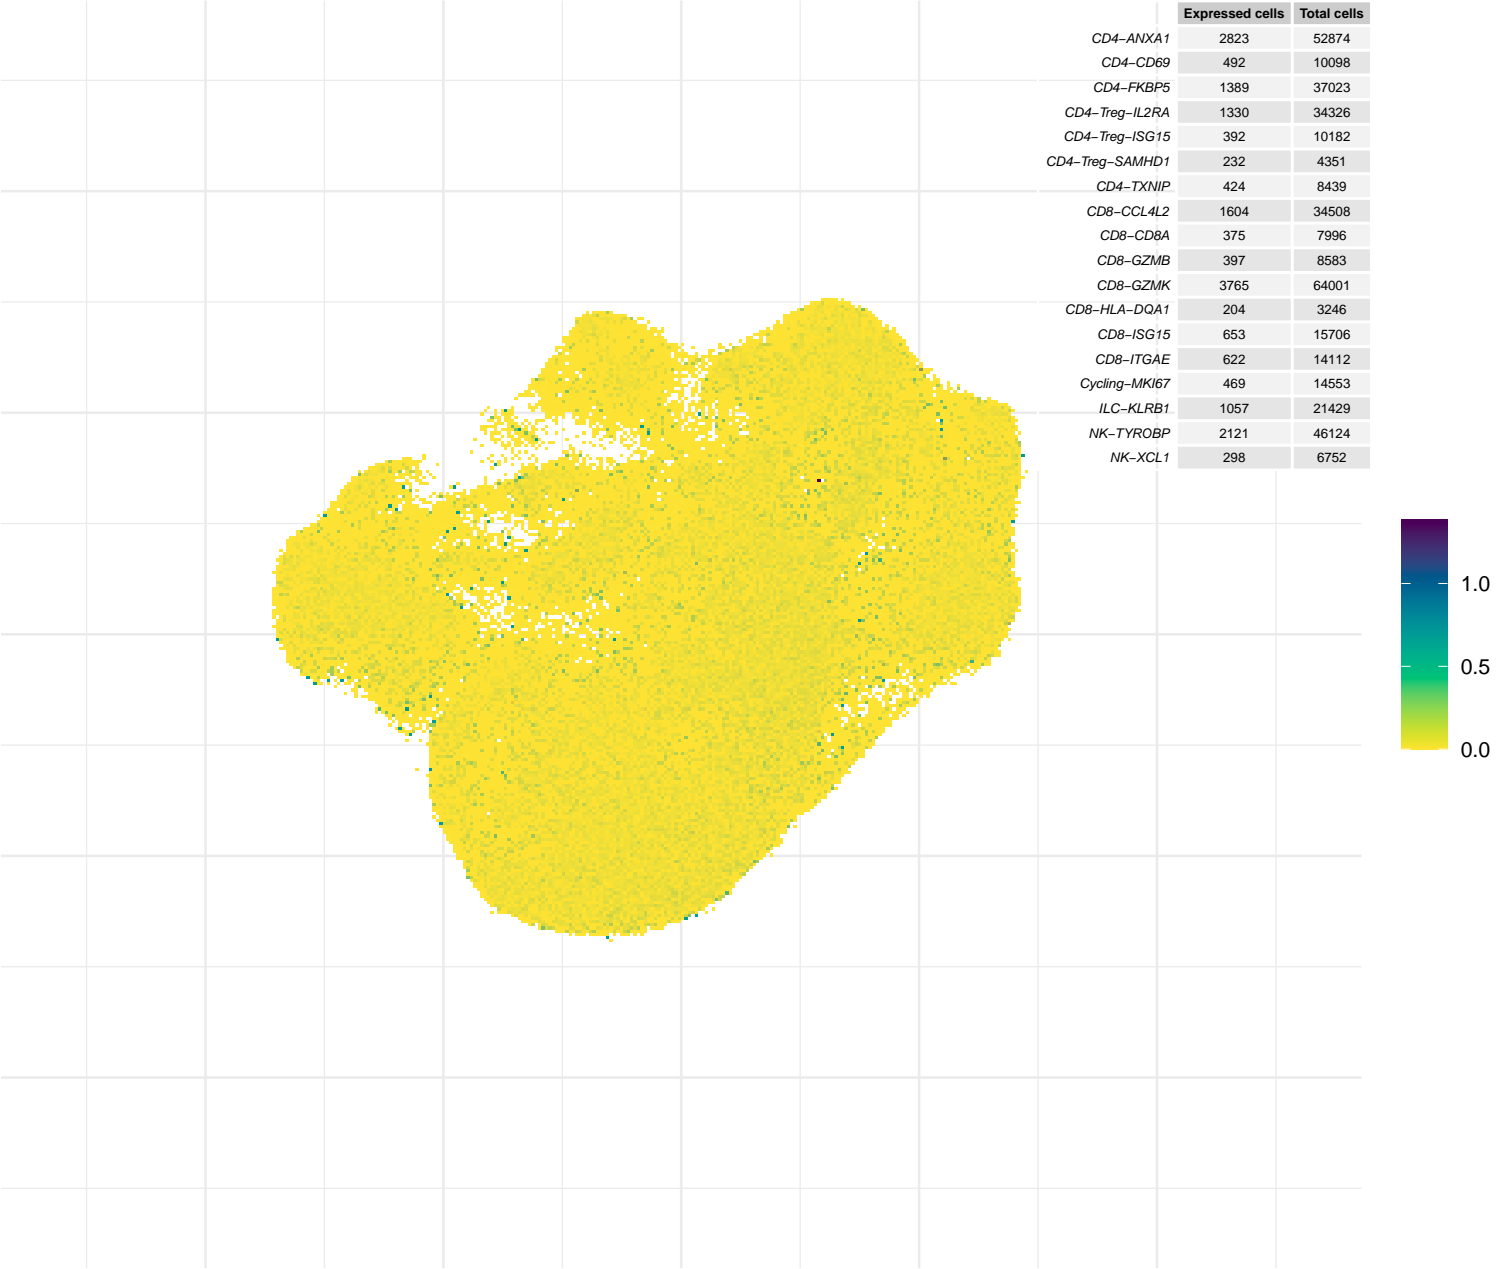 Expressed cells Total cells
CD4−ANXA1 2823 52874
CD4−CD69 492 10098
CD4−FKBP5 1389 37023
CD4−Treg−IL2RA 1330 34326
CD4−Treg−ISG15 392 10182
CD4−Treg−SAMHD1 232 4351
CD4−TXNIP 424 8439
CD8−CCL4L2 1604 34508
CD8−CD8A 375 7996
CD8−GZMB 397 8583
CD8−GZMK 3765 64001
CD8−HLA−DQA1 204 3246
CD8−ISG15 653 15706
CD8−ITGAE 622 14112
Cycling−MKI67 469 14553
ILC−KLRB1 1057 21429
NK−TYROBP 2121 46124
NK−XCL1 298 6752
1.0
0.5
0.0